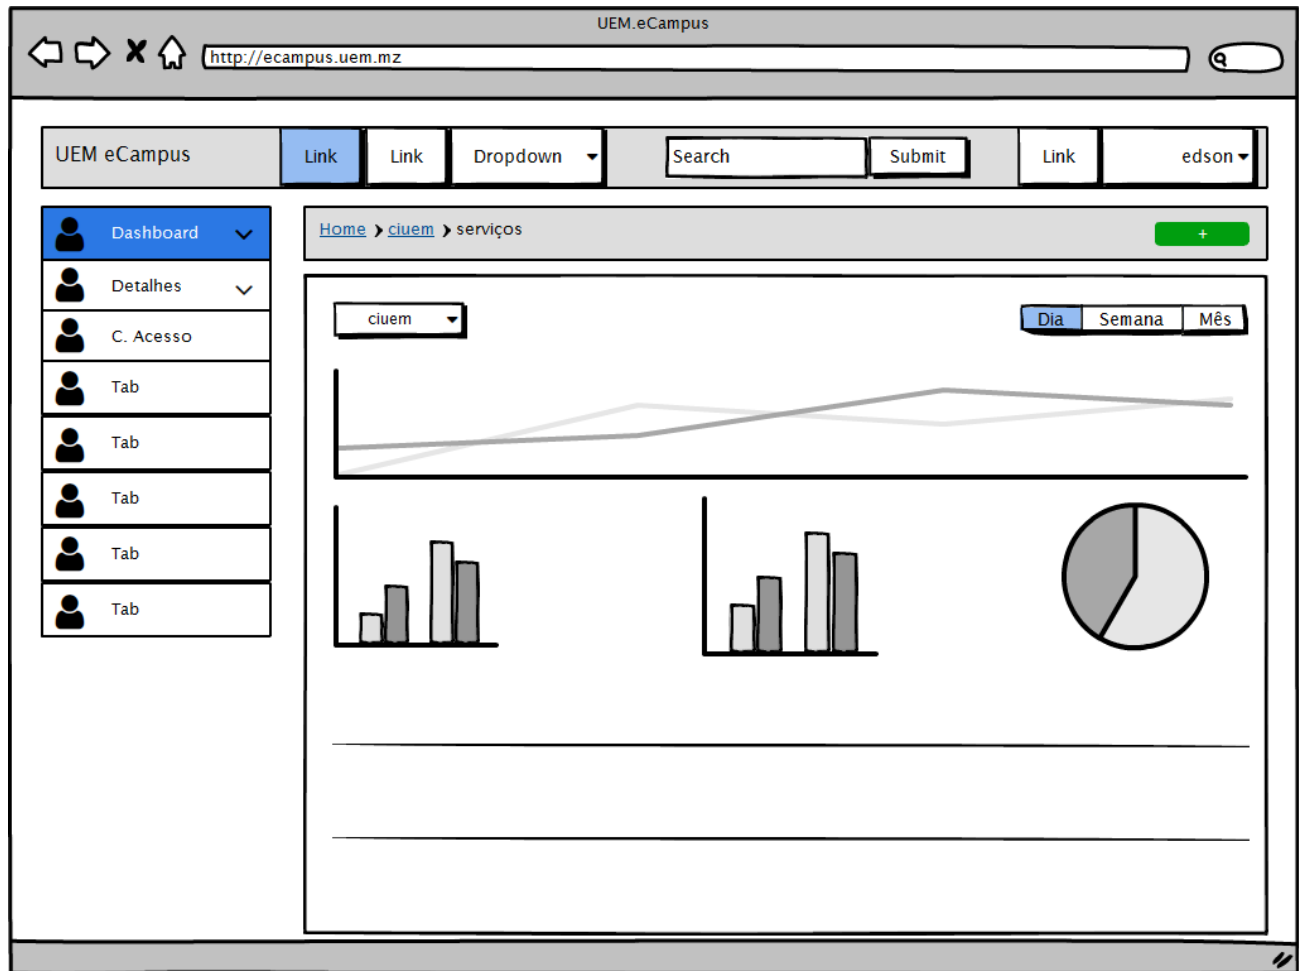 UEM.eCampus
http://ecampus.uem.mz
UEM eCampus
Link
Link
Dropdown
Search
Submit
Link
edson
Dashboard
Detalhes
C. Acesso
Tab
Tab
Tab
Tab
Tab
Home ciuem serviços
+
ciuem
Dia
Semana
Mês